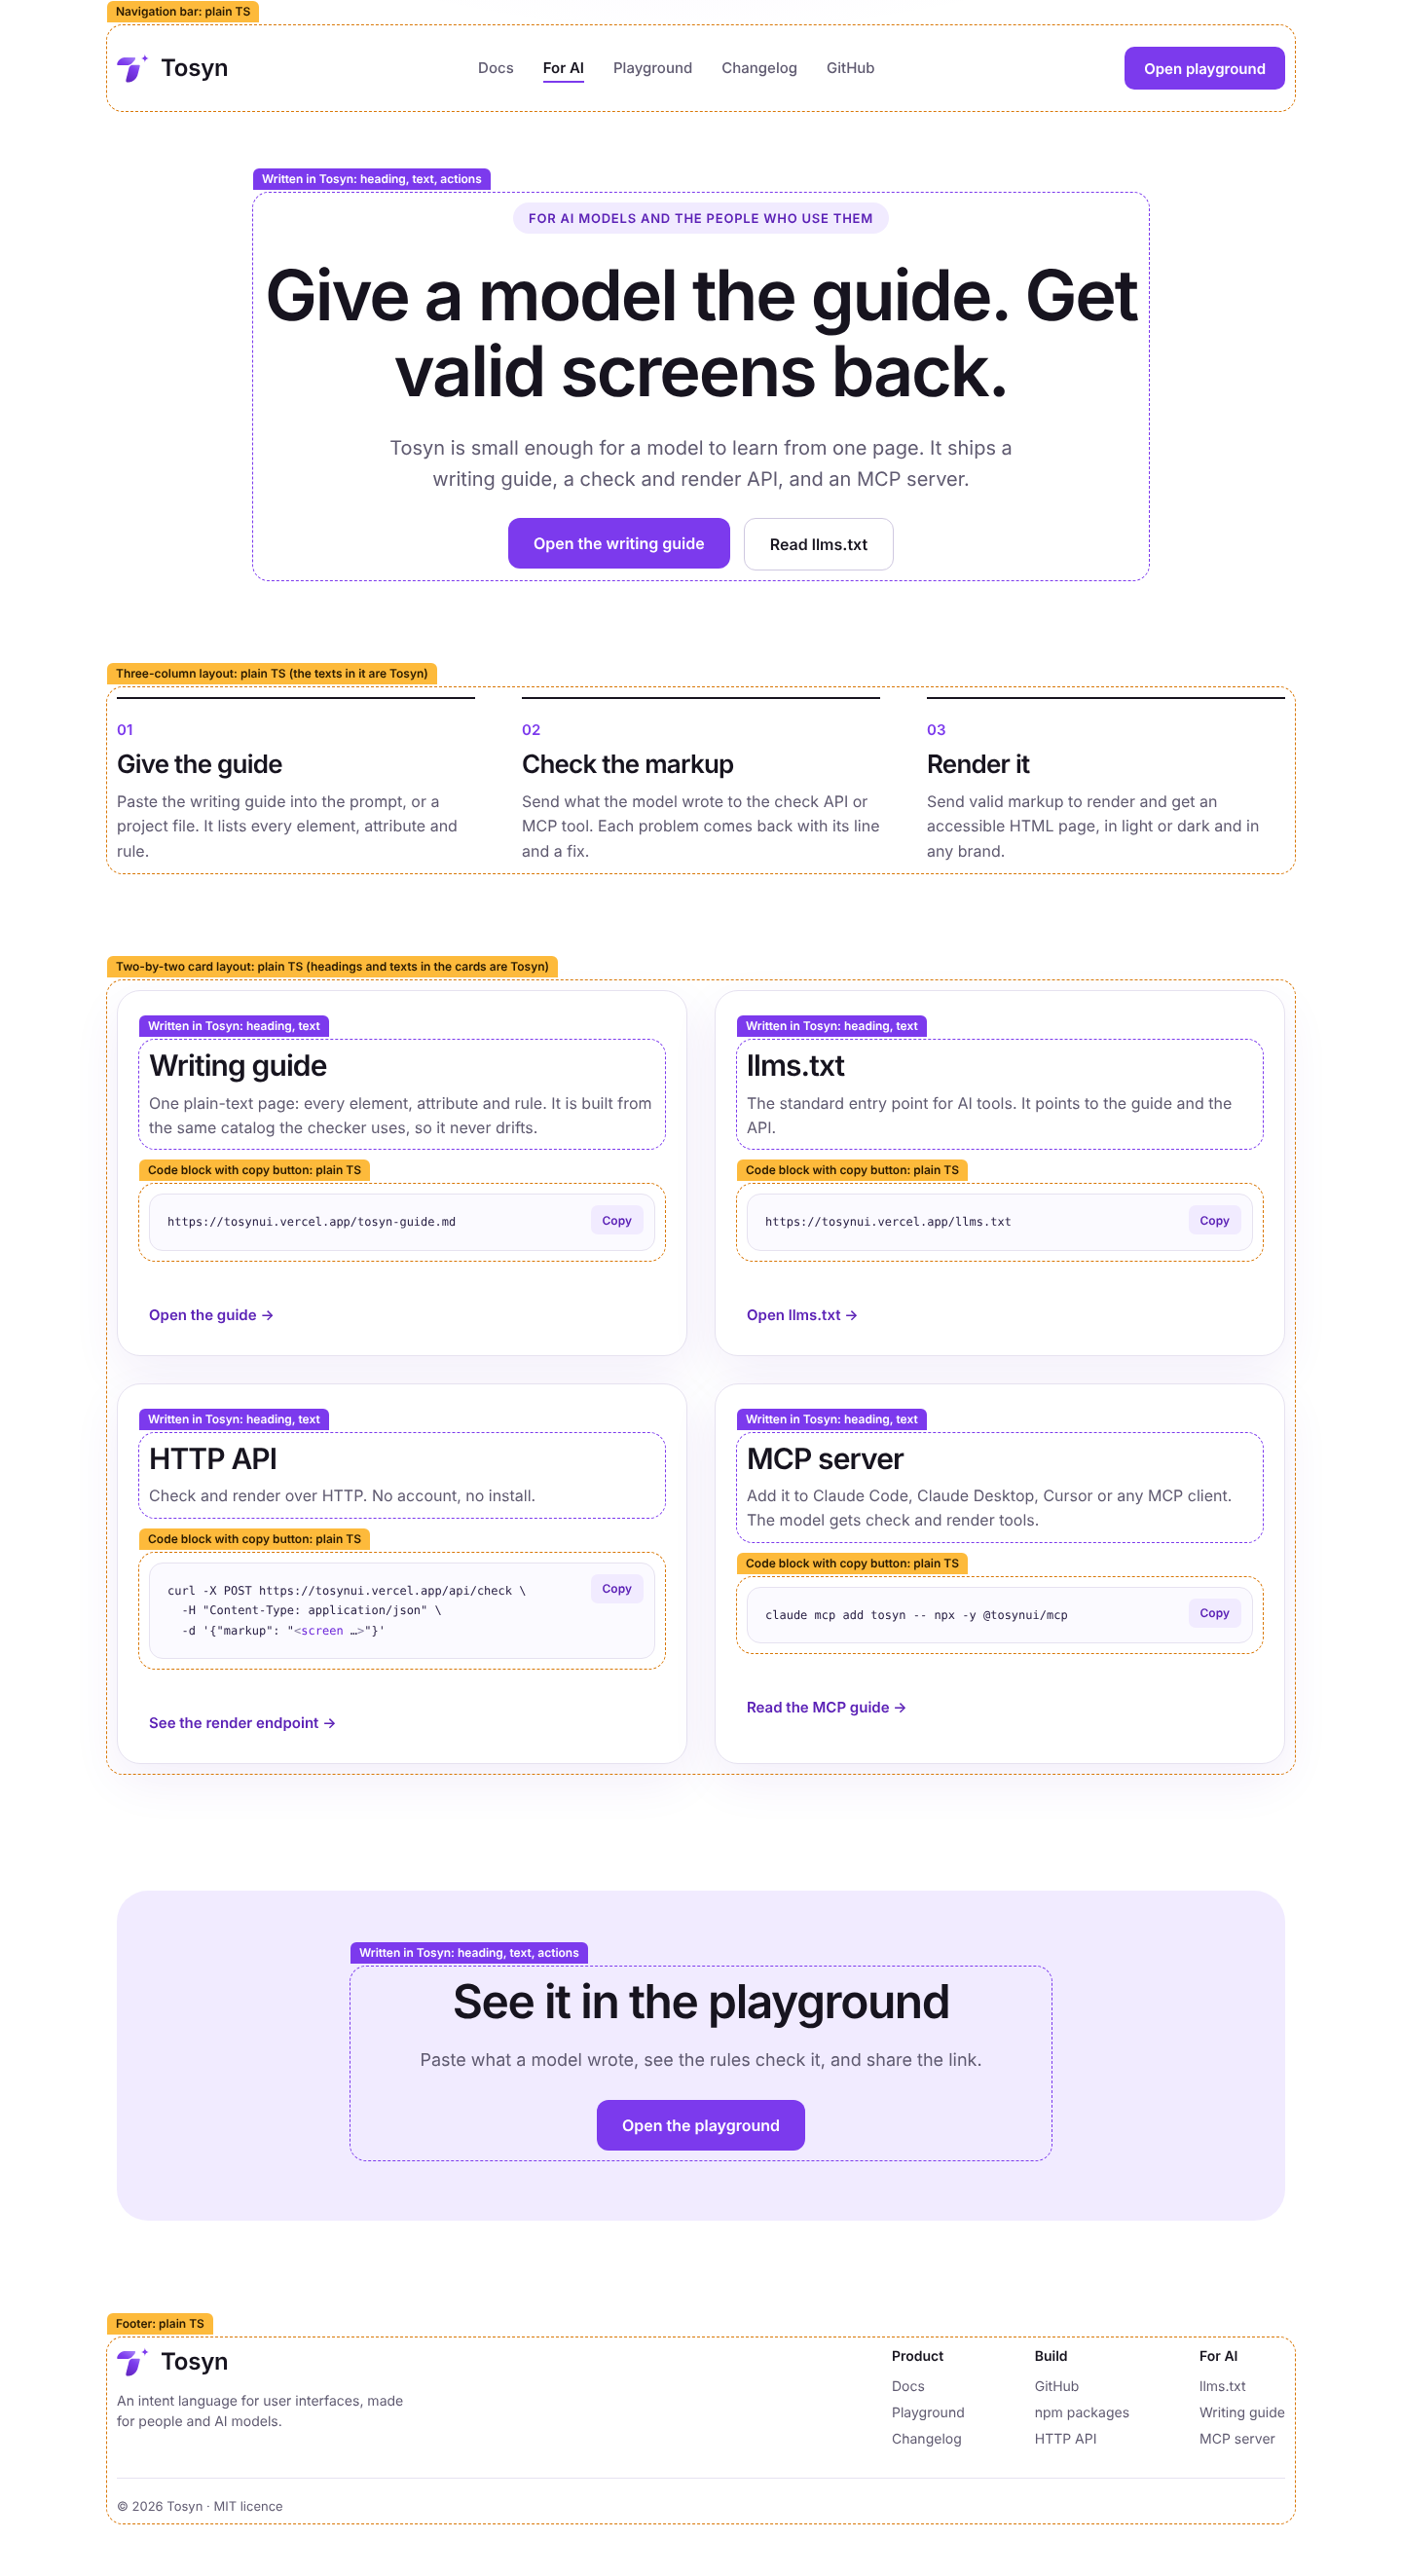 Navigation bar: plain TS
Tosyn
Docs
For AI
Playground
Changelog
GitHub
Open playground
Written in Tosyn: heading, text, actions
FOR AI MODELS AND THE PEOPLE WHO USE THEM
Give a model the guide. Get
valid screens back.
Tosyn is small enough for a model to learn from one page. It ships a
writing guide, a check and render API, and an MCP server.
Open the writing guide
Read llms.txt
Three-column layout: plain TS (the texts in it are Tosyn)
01
Give the guide
Paste the writing guide into the prompt, or a
project file. It lists every element, attribute and
rule.
02
Check the markup
Send what the model wrote to the check API or
MCP tool. Each problem comes back with its line
and a fix.
03
Render it
Send valid markup to render and get an
accessible HTML page, in light or dark and in
any brand.
Two-by-two card layout: plain TS (headings and texts in the cards are Tosyn)
Written in Tosyn: heading, text
Writing guide
One plain-text page: every element, attribute and rule. It is built from
the same catalog the checker uses, so it never drifts.
Code block with copy button: plain TS
https://tosynui.vercel.app/tosyn-guide.md
Copy
Open the guide →
Written in Tosyn: heading, text
llms.txt
The standard entry point for AI tools. It points to the guide and the
API.
Code block with copy button: plain TS
https://tosynui.vercel.app/llms.txt
Copy
Open llms.txt →
Written in Tosyn: heading, text
HTTP API
Check and render over HTTP. No account, no install.
Code block with copy button: plain TS
curl -X POST https://tosynui.vercel.app/api/check \
-H "Content-Type: application/json" \
-d '{"markup": "<screen …>"}'
Copy
See the render endpoint →
Written in Tosyn: heading, text
MCP server
Add it to Claude Code, Claude Desktop, Cursor or any MCP client.
The model gets check and render tools.
Code block with copy button: plain TS
claude mcp add tosyn -- npx -y @tosynui/mcp
Copy
Read the MCP guide →
Written in Tosyn: heading, text, actions
See it in the playground
Paste what a model wrote, see the rules check it, and share the link.
Open the playground
Footer: plain TS
Tosyn
An intent language for user interfaces, made
for people and AI models.
Product
Docs
Playground
Changelog
Build
GitHub
npm packages
HTTP API
For AI
llms.txt
Writing guide
MCP server
© 2026 Tosyn · MIT licence